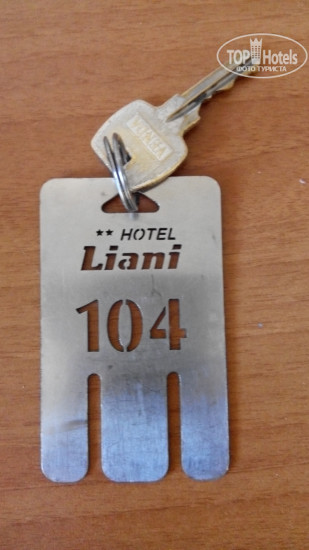 TOP Hotels
ФОТО ТУРИСТА
★★ HOTEL
Liani
104